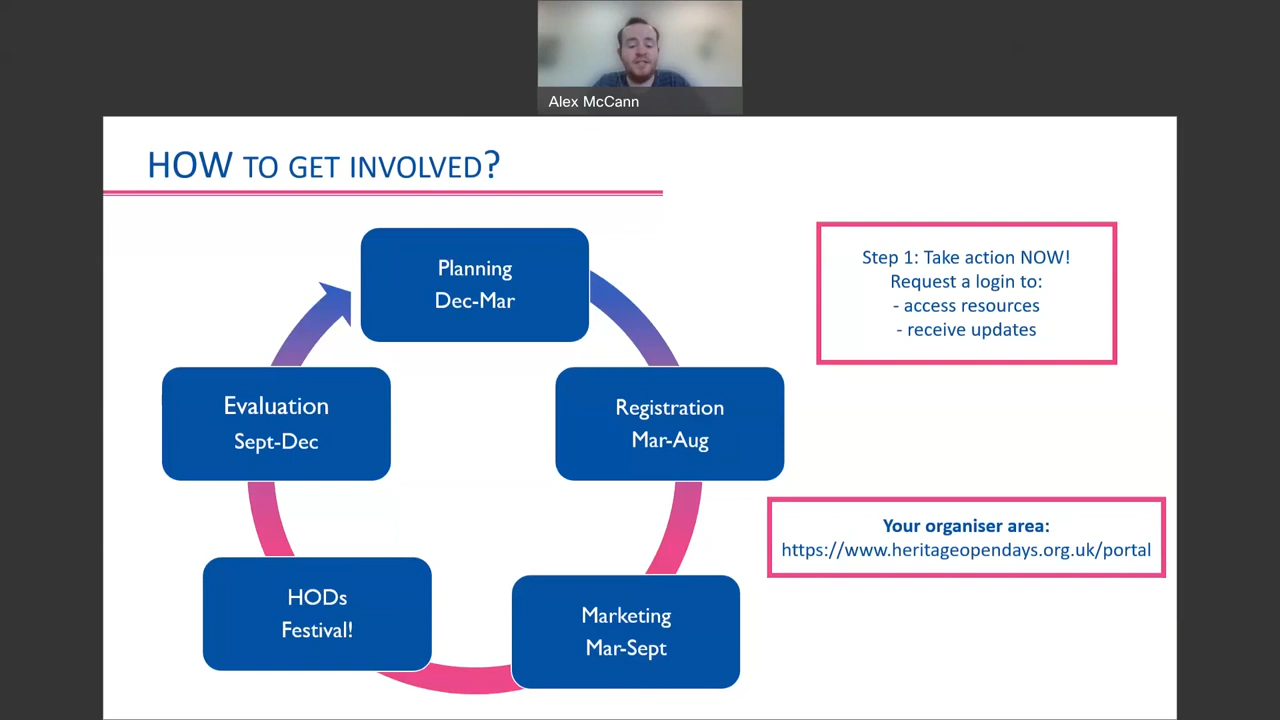 Alex McCann
HOW TO GET INVOLVED?
Planning
Dec-Mar
Step 1: Take action NOW!
Request a login to:
- access resources
- receive updates
Evaluation
Sept-Dec
Registration
Mar-Aug
Your organiser area:
https://www.heritageopendays.org.uk/portal
HODs
Festival!
Marketing
Mar-Sept